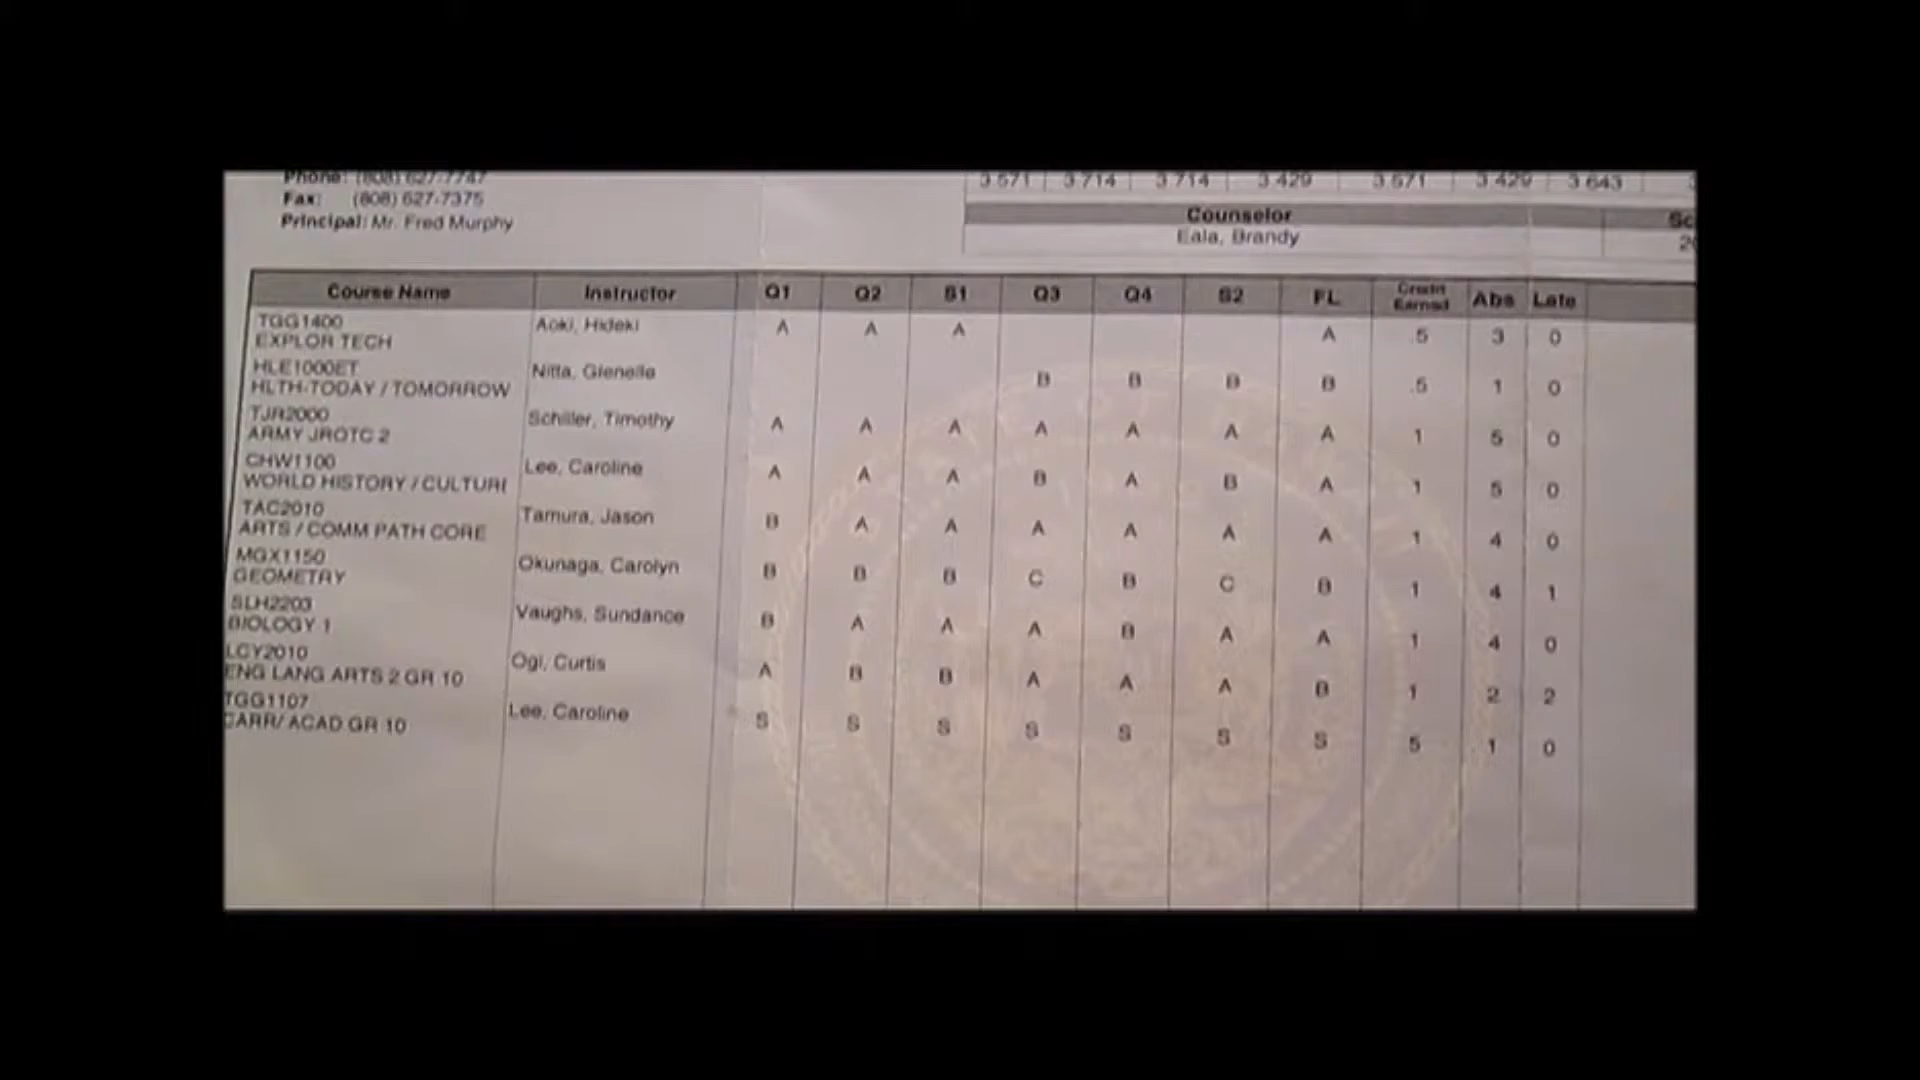 Phone: (808) 627-7747
Fax: (808) 627-7375
Principal: Mr. Fred Murphy
3.571 3.714 3.714 3.429 3.571 3.429 3.643
Counselor
Eala, Brandy
Course Name Instructor Q1 Q2 S1 Q3 Q4 S2 FL Credit Earned Abs Late
TGG1400 Aoki, Hideki A A A A .5 3 0
EXPLOR TECH
HLE1000ET Nitta, Glenelle B B B B .5 1 0
HLTH-TODAY / TOMORROW
TJR2000 Schiller, Timothy A A A A A A A 1 5 0
ARMY JROTC 2
CHW1100 Lee, Caroline A A A B A B A 1 5 0
WORLD HISTORY / CULTURE
TAC2010 Tamura, Jason B A A A A A A 1 4 0
ARTS / COMM PATH CORE
MGX1150 Okunaga, Carolyn B B B C B C B 1 4 1
GEOMETRY
SLH2203 Vaughs, Sundance B A A A B A A 1 4 0
BIOLOGY 1
LCY2010 Ogi, Curtis A B B A A A B 1 2 2
ENG LANG ARTS 2 GR 10
TGG1107 Lee, Caroline S S S S S S S .5 1 0
CARR/ ACAD GR 10